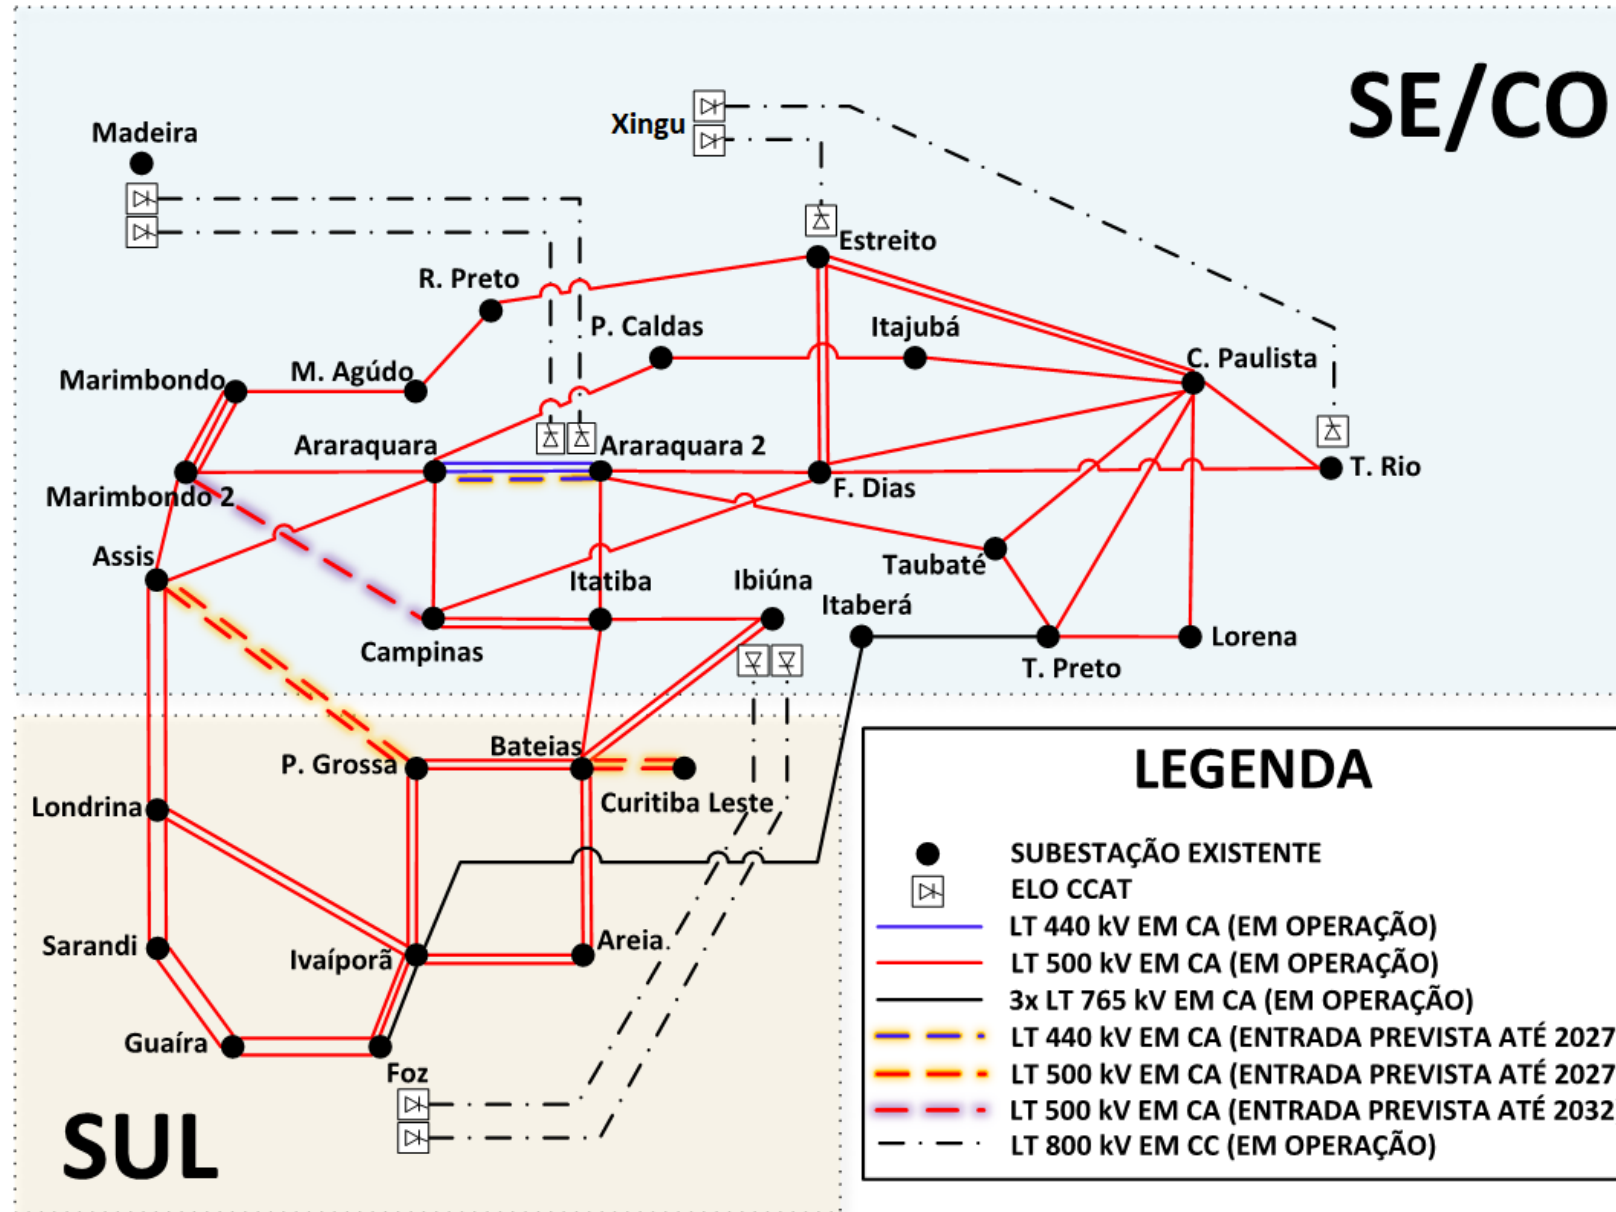 SE/CO
Madeira
Xingu
Estreito
R. Preto
P. Caldas
Itajubá
C. Paulista
Marimbondo
M. Agúdo
Araraquara
Araraquara 2
T. Rio
Marimbondo 2
F. Dias
Assis
Taubaté
Itatiba
Ibiúna
Itaberá
Campinas
T. Preto
Lorena
P. Grossa
Bateias
Curitiba Leste
Londrina
Sarandi
Ivaíporã
Areia
Guaíra
Foz
SUL
LEGENDA
SUBESTAÇÃO EXISTENTE
ELO CCAT
LT 440 kV EM CA (EM OPERAÇÃO)
LT 500 kV EM CA (EM OPERAÇÃO)
3x LT 765 kV EM CA (EM OPERAÇÃO)
LT 440 kV EM CA (ENTRADA PREVISTA ATÉ 2027
LT 500 kV EM CA (ENTRADA PREVISTA ATÉ 2027
LT 500 kV EM CA (ENTRADA PREVISTA ATÉ 2032
LT 800 kV EM CC (EM OPERAÇÃO)